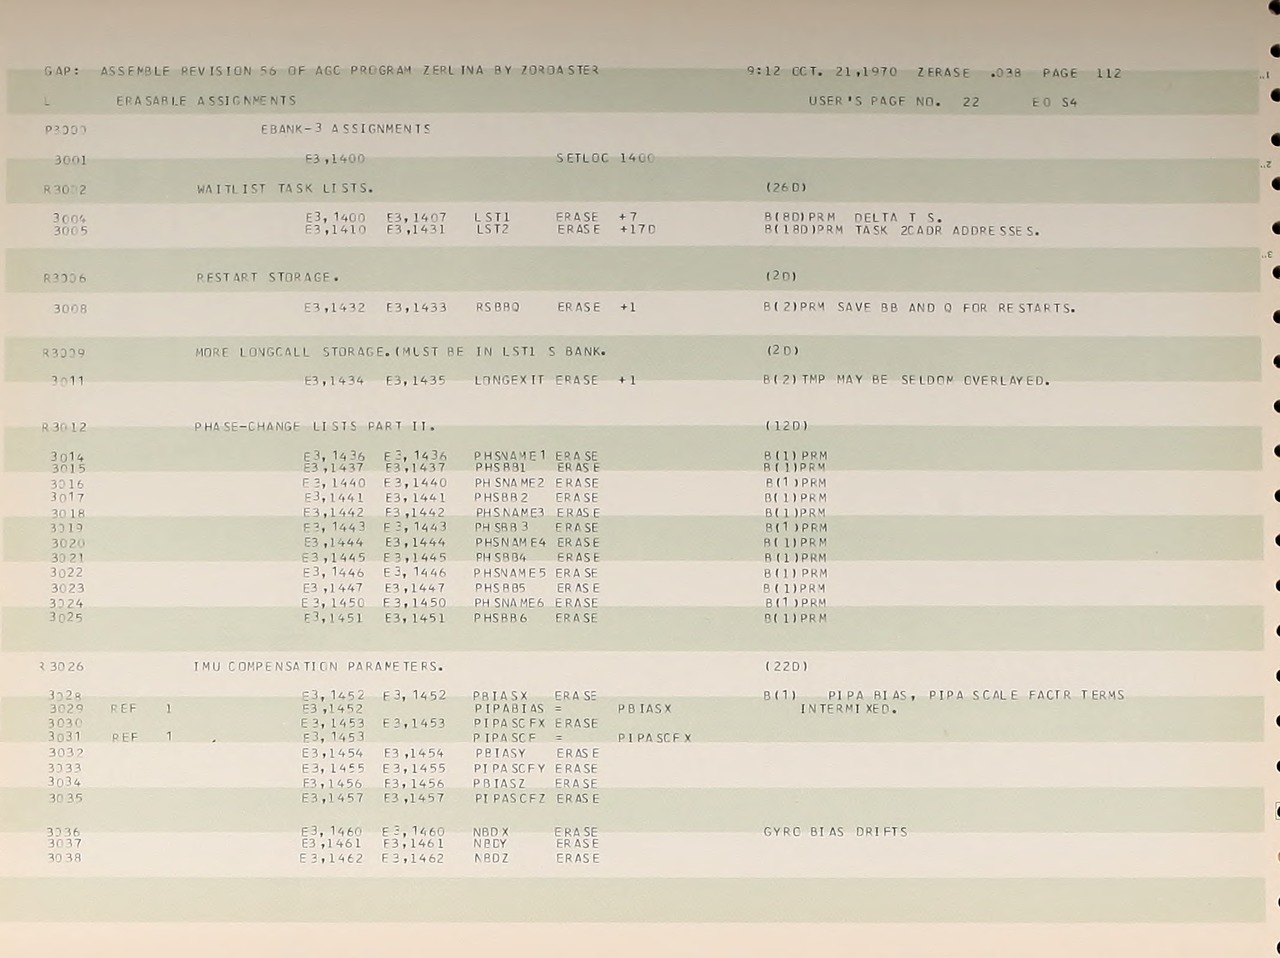 GAP: ASSEMBLE REVISION 56 OF AGC PROGRAM ZERLINA BY ZOROASTER 9:12 OCT. 21,1970 ZERASE .038 PAGE 112
L ERASABLE ASSIGNMENTS USER'S PAGE NO. 22 E0 S4
P3000 EBANK-3 ASSIGNMENTS
3001 E3,1400 SETLOC 1400
R3002 WAITLIST TASK LISTS. (26D)
3004 E3,1400 E3,1407 LST1 ERASE +7 B(8D)PRM DELTA T S.
3005 E3,1410 E3,1431 LST2 ERASE +17D B(18D)PRM TASK 2CADR ADDRESSES.
R3006 RESTART STORAGE. (2D)
3008 E3,1432 E3,1433 RSBBQ ERASE +1 B(2)PRM SAVE BB AND Q FOR RESTARTS.
R3009 MORE LONGCALL STORAGE.(MUST BE IN LST1 S BANK. (2D)
3011 E3,1434 E3,1435 LONGEXIT ERASE +1 B(2)TMP MAY BE SELDOM OVERLAYED.
R3012 PHASE-CHANGE LISTS PART II. (12D)
3014 E3,1436 E3,1436 PHSNAME1 ERASE B(1)PRM
3015 E3,1437 E3,1437 PHSBB1 ERASE B(1)PRM
3016 E3,1440 E3,1440 PHSNAME2 ERASE B(1)PRM
3017 E3,1441 E3,1441 PHSBB2 ERASE B(1)PRM
3018 E3,1442 E3,1442 PHSNAME3 ERASE B(1)PRM
3019 E3,1443 E3,1443 PHSBB3 ERASE B(1)PRM
3020 E3,1444 E3,1444 PHSNAME4 ERASE B(1)PRM
3021 E3,1445 E3,1445 PHSBB4 ERASE B(1)PRM
3022 E3,1446 E3,1446 PHSNAME5 ERASE B(1)PRM
3023 E3,1447 E3,1447 PHSBB5 ERASE B(1)PRM
3024 E3,1450 E3,1450 PHSNAME6 ERASE B(1)PRM
3025 E3,1451 E3,1451 PHSBB6 ERASE B(1)PRM
R3026 IMU COMPENSATION PARAMETERS. (22D)
3028 E3,1452 E3,1452 PBIASX ERASE B(1) PIPA BIAS, PIPA SCALE FACTR TERMS
3029 REF 1 E3,1452 PIPABIAS = PBIASX INTERMIXED.
3030 E3,1453 E3,1453 PIPASCFX ERASE
3031 REF 1 E3,1453 PIPASCF = PIPASCFX
3032 E3,1454 E3,1454 PBIASY ERASE
3033 E3,1455 E3,1455 PIPASCFY ERASE
3034 E3,1456 E3,1456 PBIASZ ERASE
3035 E3,1457 E3,1457 PIPASCFZ ERASE
3036 E3,1460 E3,1460 NBDX ERASE GYRO BIAS DRIFTS
3037 E3,1461 E3,1461 NBDY ERASE
3038 E3,1462 E3,1462 NBDZ ERASE